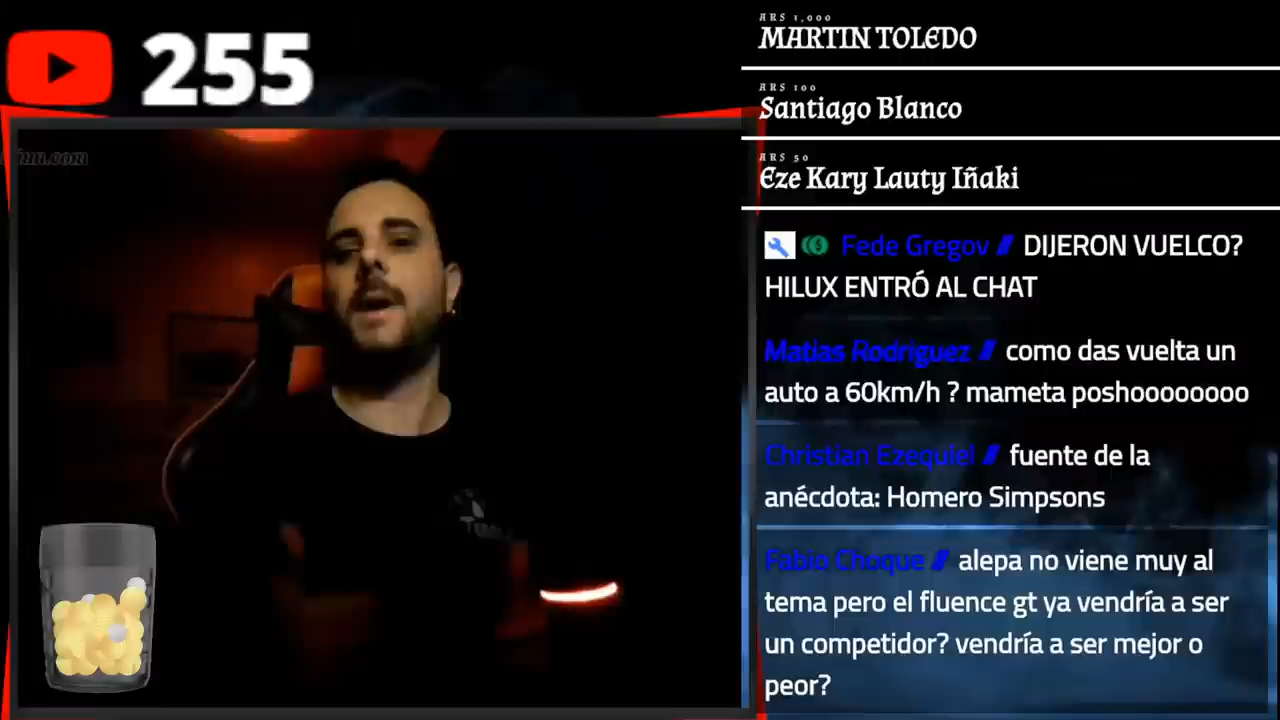 255
ARS 1,000
MARTIN TOLEDO
ARS 100
Santiago Blanco
ARS 50
Eze Kary Lauty Iñaki
Fede Gregov // DIJERON VUELCO?
HILUX ENTRÓ AL CHAT
Matias Rodriguez // como das vuelta un
auto a 60km/h ? mameta poshoooooooo
Christian Ezequiel // fuente de la
anécdota: Homero Simpsons
Fabio Choque // alepa no viene muy al
tema pero el fluence gt ya vendría a ser
un competidor? vendría a ser mejor o
peor?